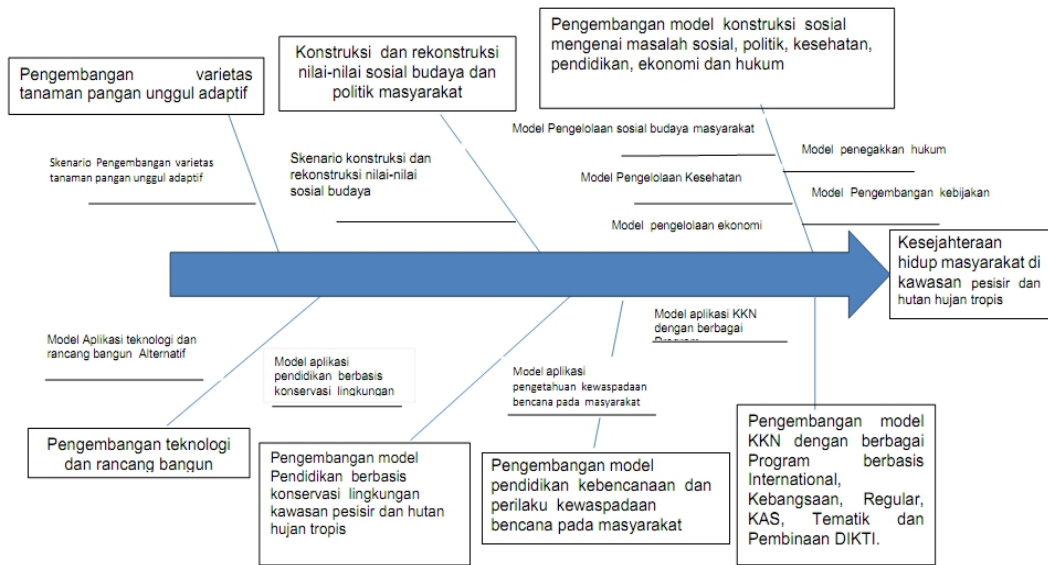 Pengembangan varietas
tanaman pangan unggul adaptif
Konstruksi dan rekonstruksi
nilai-nilai sosial budaya dan
politik masyarakat
Pengembangan model konstruksi sosial
mengenai masalah sosial, politik, kesehatan,
pendidikan, ekonomi dan hukum
Skenario Pengembangan varietas
tanaman pangan unggul adaptif
Skenario konstruksi dan
rekonstruksi nilai-nilai
sosial budaya
Model Pengelolaan sosial budaya masyarakat
Model penegakkan hukum
Model Pengelolaan Kesehatan
Model Pengembangan kebijakan
Model pengelolaan ekonomi
Kesejahteraan
hidup masyarakat di
kawasan pesisir dan
hutan hujan tropis
Model Aplikasi teknologi dan
rancang bangun Alternatif
Model aplikasi
pendidikan berbasis
konservasi lingkungan
Model aplikasi
pengetahuan kewaspadaan
bencana pada masyarakat
Model aplikasi KKN
dengan berbagai
Program
Pengembangan teknologi
dan rancang bangun
Pengembangan model
Pendidikan berbasis
konservasi lingkungan
kawasan pesisir dan hutan
hujan tropis
Pengembangan model
pendidikan kebencanaan dan
perilaku kewaspadaan
bencana pada masyarakat
Pengembangan model
KKN dengan berbagai
Program berbasis
International,
Kebangsaan, Regular,
KAS, Tematik dan
Pembinaan DIKTI.